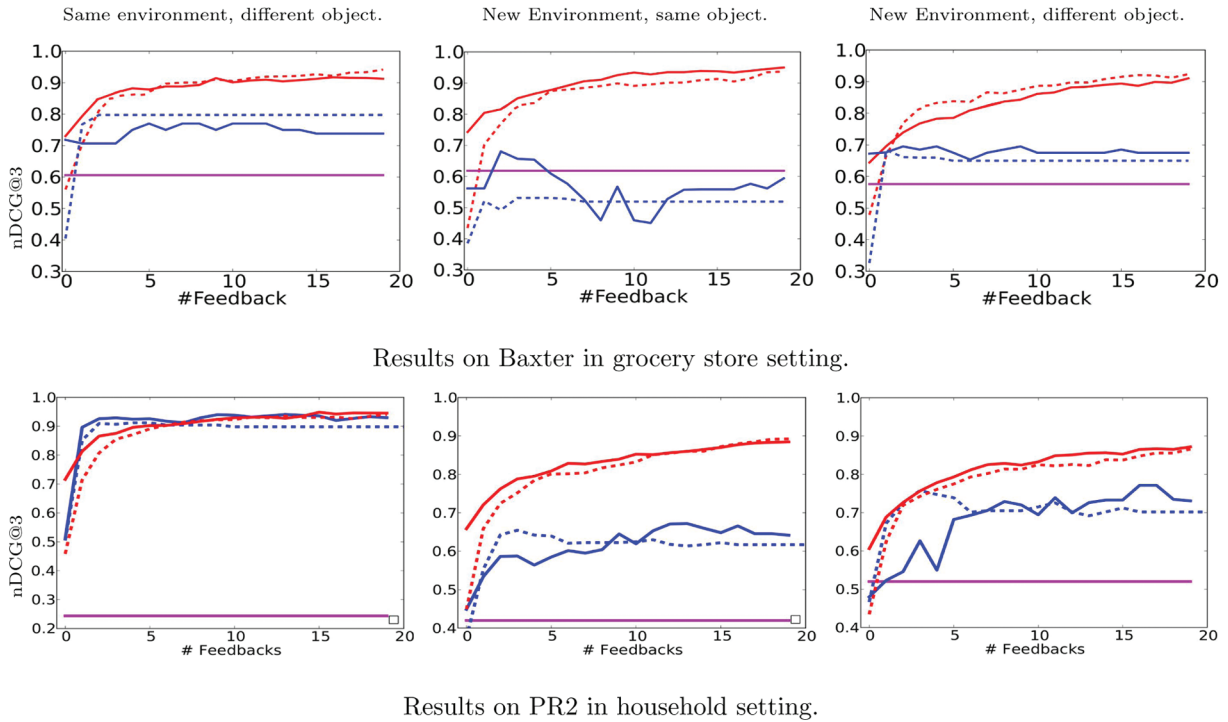 Same environment, different object. New Environment, same object. New Environment, different object.
nDCG@3
1.0 0.9 0.8 0.7 0.6 0.5 0.4 0.3
0 5 10 15 20
#Feedback
1.0 0.9 0.8 0.7 0.6 0.5 0.4 0.3
0 5 10 15 20
#Feedback
1.0 0.9 0.8 0.7 0.6 0.5 0.4 0.3
0 5 10 15 20
#Feedback
Results on Baxter in grocery store setting.
nDCG@3
1.0 0.9 0.8 0.7 0.6 0.5 0.4 0.3 0.2
0 5 10 15 20
# Feedbacks
1.0 0.9 0.8 0.7 0.6 0.5 0.4
0 5 10 15 20
# Feedbacks
1.0 0.9 0.8 0.7 0.6 0.5 0.4
0 5 10 15 20
# Feedbacks
Results on PR2 in household setting.